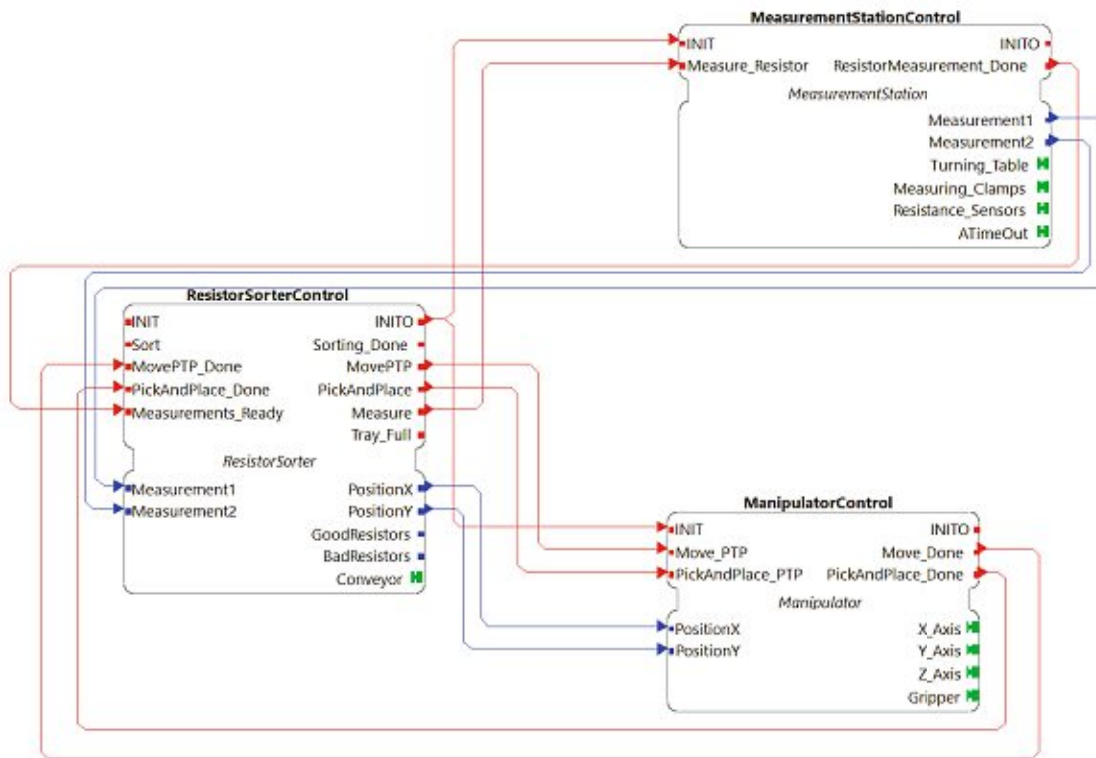 MeasurementStationControl
INIT INITO
Measure_Resistor ResistorMeasurement_Done
MeasurementStation
Measurement1
Measurement2
Turning_Table
Measuring_Clamps
Resistance_Sensors
ATimeOut
ResistorSorterControl
INIT INITO
Sort Sorting_Done
MovePTP_Done MovePTP
PickAndPlace_Done PickAndPlace
Measurements_Ready Measure
Tray_Full
ResistorSorter
Measurement1 PositionX
Measurement2 PositionY
GoodResistors
BadResistors
Conveyor
ManipulatorControl
INIT INITO
Move_PTP Move_Done
PickAndPlace_PTP PickAndPlace_Done
Manipulator
PositionX X_Axis
PositionY Y_Axis
Z_Axis
Gripper